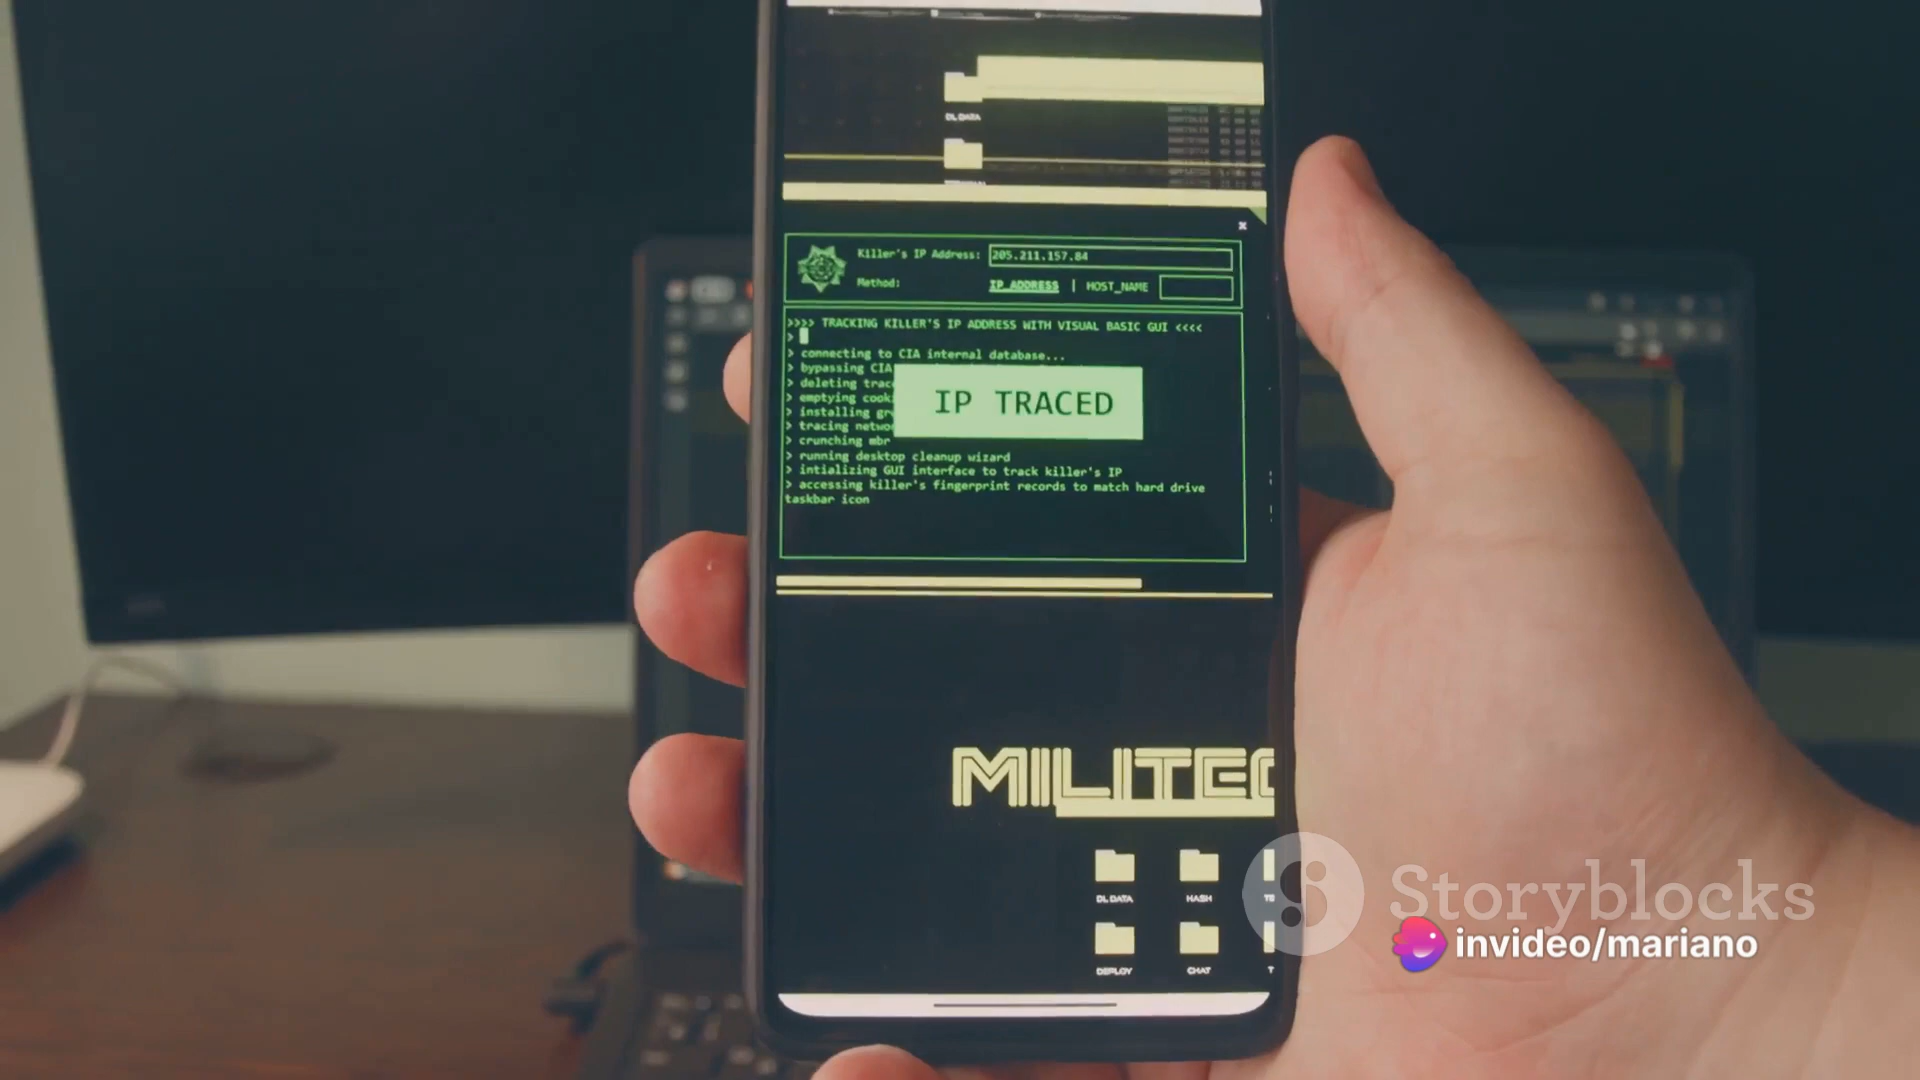 DL DATA
x
Killer's IP Address: 205.211.157.84
Method: IP_ADDRESS | HOST_NAME
>>>> TRACKING KILLER'S IP ADDRESS WITH VISUAL BASIC GUI <<<<
>
> connecting to CIA internal database...
> bypassing CIA
> deleting trac
> emptying cook
> installing gr
> tracing netwo
> crunching mbr
> running desktop cleanup wizard
> intializing GUI interface to track killer's IP
> accessing killer's fingerprint records to match hard drive
taskbar icon
IP TRACED
MILITEC
DL DATA HASH
DEPLOY CHAT
Storyblocks
invideo/mariano